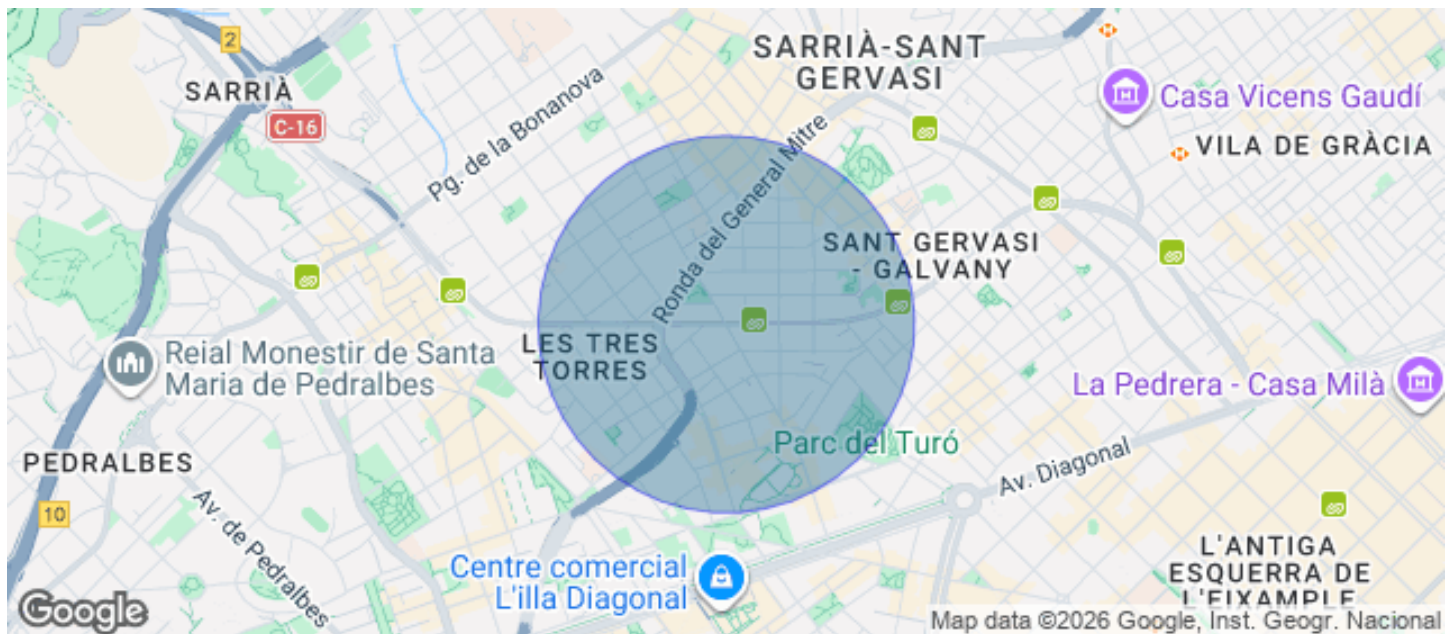 2
SARRIÀ
C-16
Pg. de la Bonanova
SARRIÀ-SANT
GERVASI
Casa Vicens Gaudí
VILA DE GRÀCIA
Ronda del General Mitre
SANT GERVASI
- GALVANY
LES TRES
TORRES
Reial Monestir de Santa
Maria de Pedralbes
La Pedrera - Casa Milà
Parc del Turó
PEDRALBES
Av. Diagonal
10
Av. de Pedralbes
Centre comercial
L'illa Diagonal
L'ANTIGA
ESQUERRA DE
L'EIXAMPLE
Google
Map data ©2026 Google, Inst. Geogr. Nacional